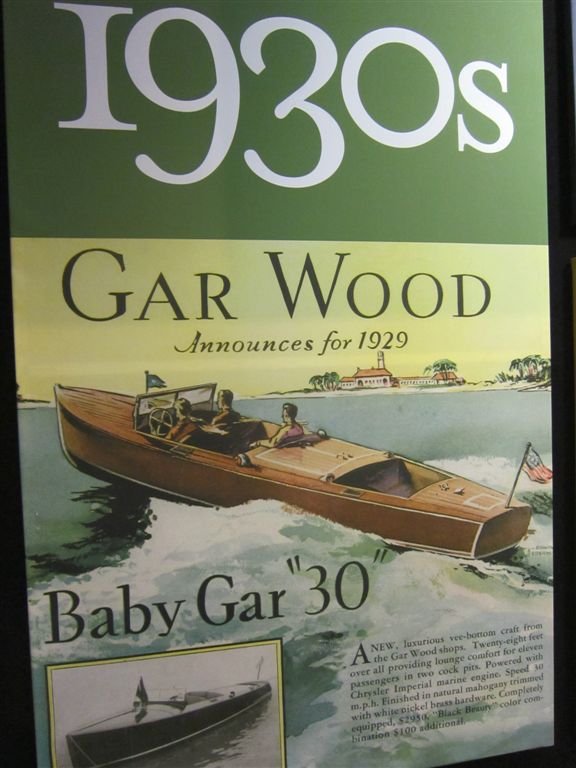 1930s
GAR WOOD
Announces for 1929
Baby Gar "30"
A NEW, luxurious vee-bottom craft from
the Gar Wood shops. Twenty-eight feet
over all providing lounge comfort for eleven
passengers in two cock pits. Powered with
Chrysler Imperial marine engine. Speed 30
m.p.h. Finished in natural mahogany trimmed
with white nickel brass hardware. Completely
equipped, $2950. "Black Beauty" color com-
bination $100 additional.